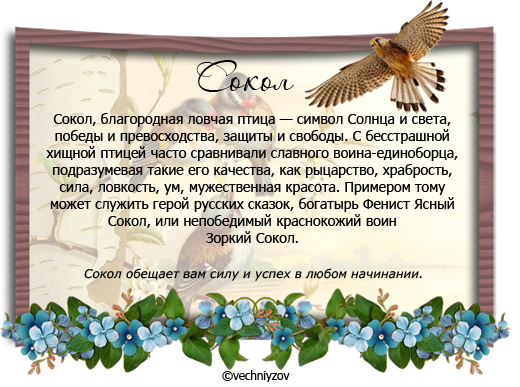 Сокол
Сокол, благородная ловчая птица — символ Солнца и света,
победы и превосходства, защиты и свободы. С бесстрашной
хищной птицей часто сравнивали славного воина-единоборца,
подразумевая такие его качества, как рыцарство, храбрость,
сила, ловкость, ум, мужественная красота. Примером тому
может служить герой русских сказок, богатырь Фенист Ясный
Сокол, или непобедимый краснокожий воин
Зоркий Сокол.
Сокол обещает вам силу и успех в любом начинании.
©vechniyzov